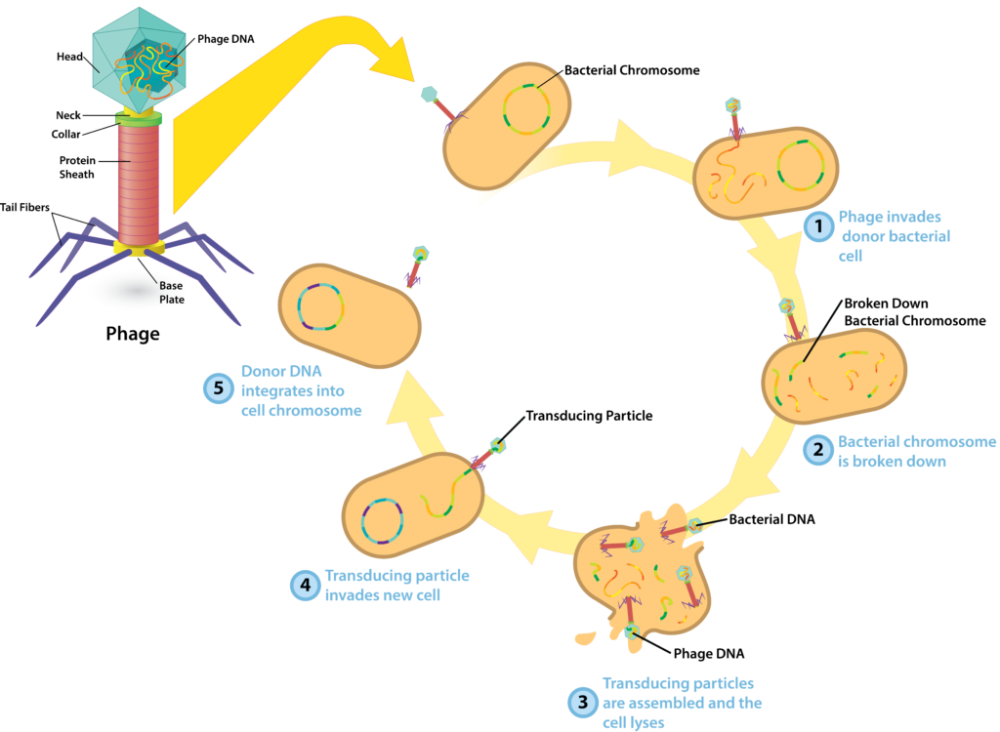 Phage DNA
Head
Neck
Collar
Protein
Sheath
Tail Fibers
Base
Plate
Phage
Bacterial Chromosome
1
Phage invades
donor bacterial
cell
Broken Down
Bacterial Chromosome
2
Bacterial chromosome
is broken down
Bacterial DNA
Phage DNA
3
Transducing particles
are assembled and the
cell lyses
Transducing Particle
4
Transducing particle
invades new cell
5
Donor DNA
integrates into
cell chromosome